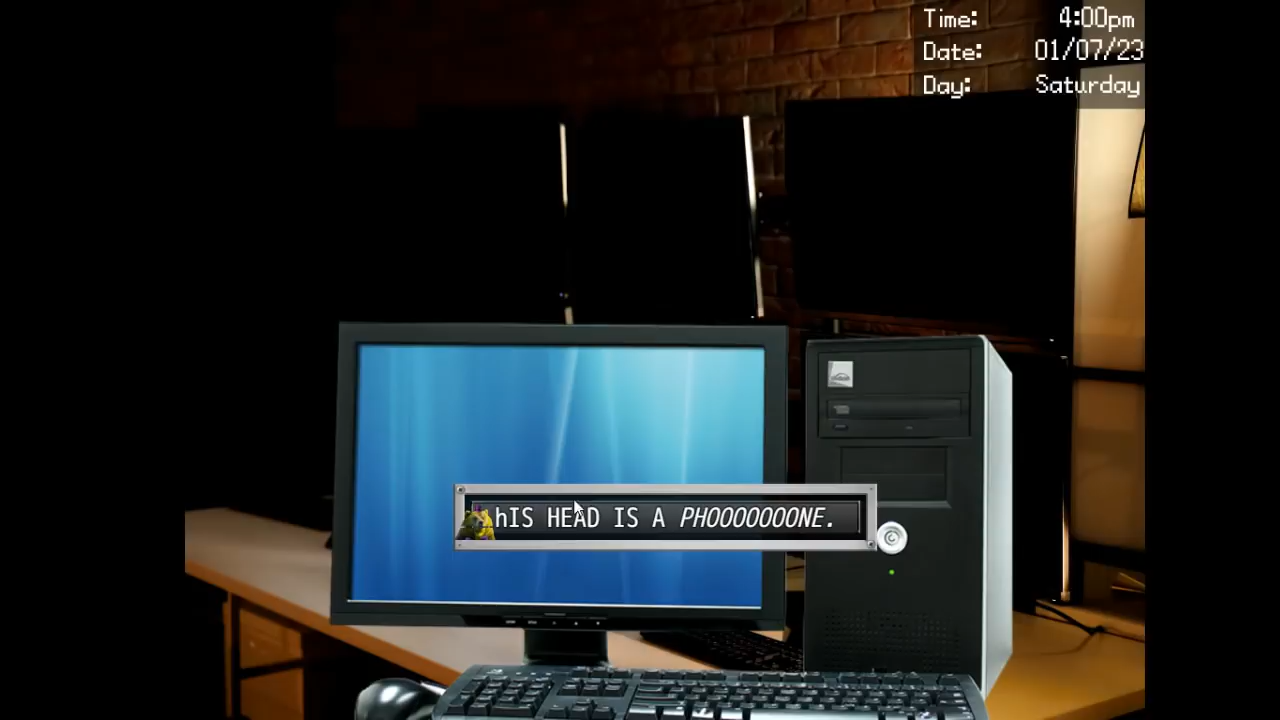 Time: 4:00pm
Date: 01/07/23
Day: Saturday
hIS HEAD IS A PHOOOOOOONE.